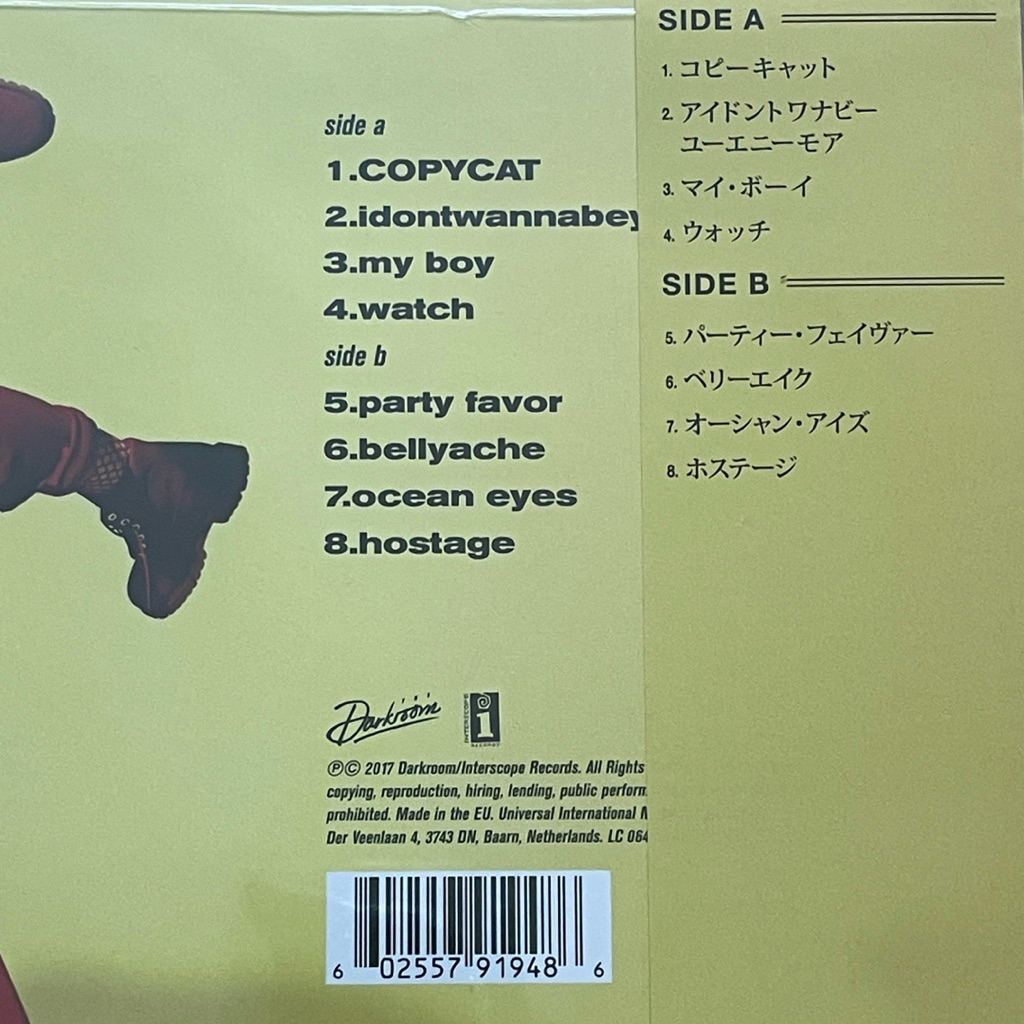 side a
1.COPYCAT
2.idontwannabey
3.my boy
4.watch
side b
5.party favor
6.bellyache
7.ocean eyes
8.hostage
Darkroom
INTERSCOPE
i
RECORDS
℗© 2017 Darkroom/Interscope Records. All Rights
copying, reproduction, hiring, lending, public perform
prohibited. Made in the EU. Universal International
Der Veenlaan 4, 3743 DN, Baarn, Netherlands. LC 064
6 02557 91948 6
SIDE A
1. コピーキャット
2. アイドントワナビー
ユーエニーモア
3. マイ・ボーイ
4. ウォッチ
SIDE B
5. パーティー・フェイヴァー
6. ベリーエイク
7. オーシャン・アイズ
8. ホステージ